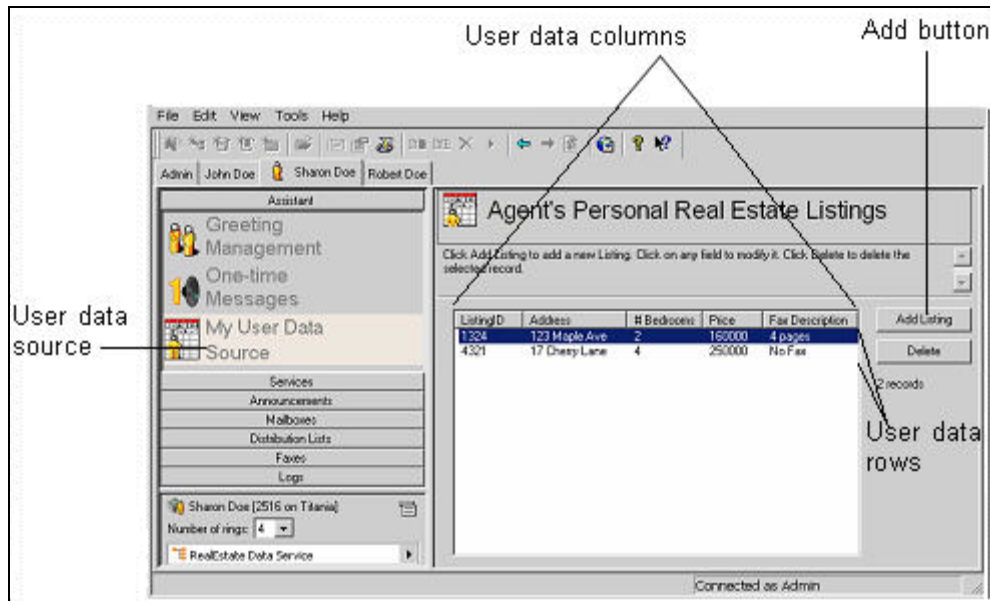 User data columns
Add button
File Edit View Tools Help
Admin John Doe Sharon Doe Robert Doe
Assistant
Agent's Personal Real Estate Listings
Greeting
Management
Click Add Listing to add a new Listing. Click on any field to modify it. Click Delete to delete the
selected record.
One-time
Messages
User data
source
My User Data
Source
ListingID Address # Bedrooms Price Fax Description
Add Listing
1324 123 Maple Ave 2 160000 4 pages
4321 17 Cherry Lane 4 250000 No Fax
Delete
2 records
Services
Announcements
Mailboxes
Distribution Lists
Faxes
Logs
User data
rows
Sharon Doe [2516 on Titania]
Number of rings: 4
RealEstate Data Service
Connected as Admin